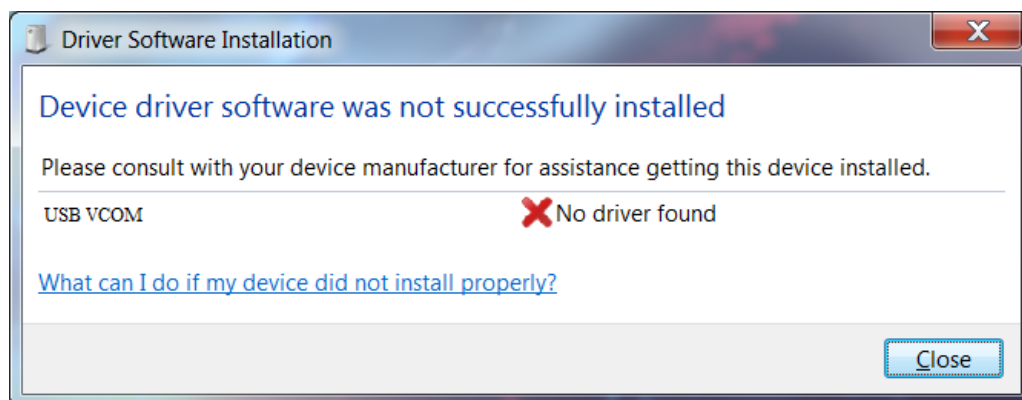 Driver Software Installation
Device driver software was not successfully installed
Please consult with your device manufacturer for assistance getting this device installed.
USB VCOM No driver found
What can I do if my device did not install properly?
Close